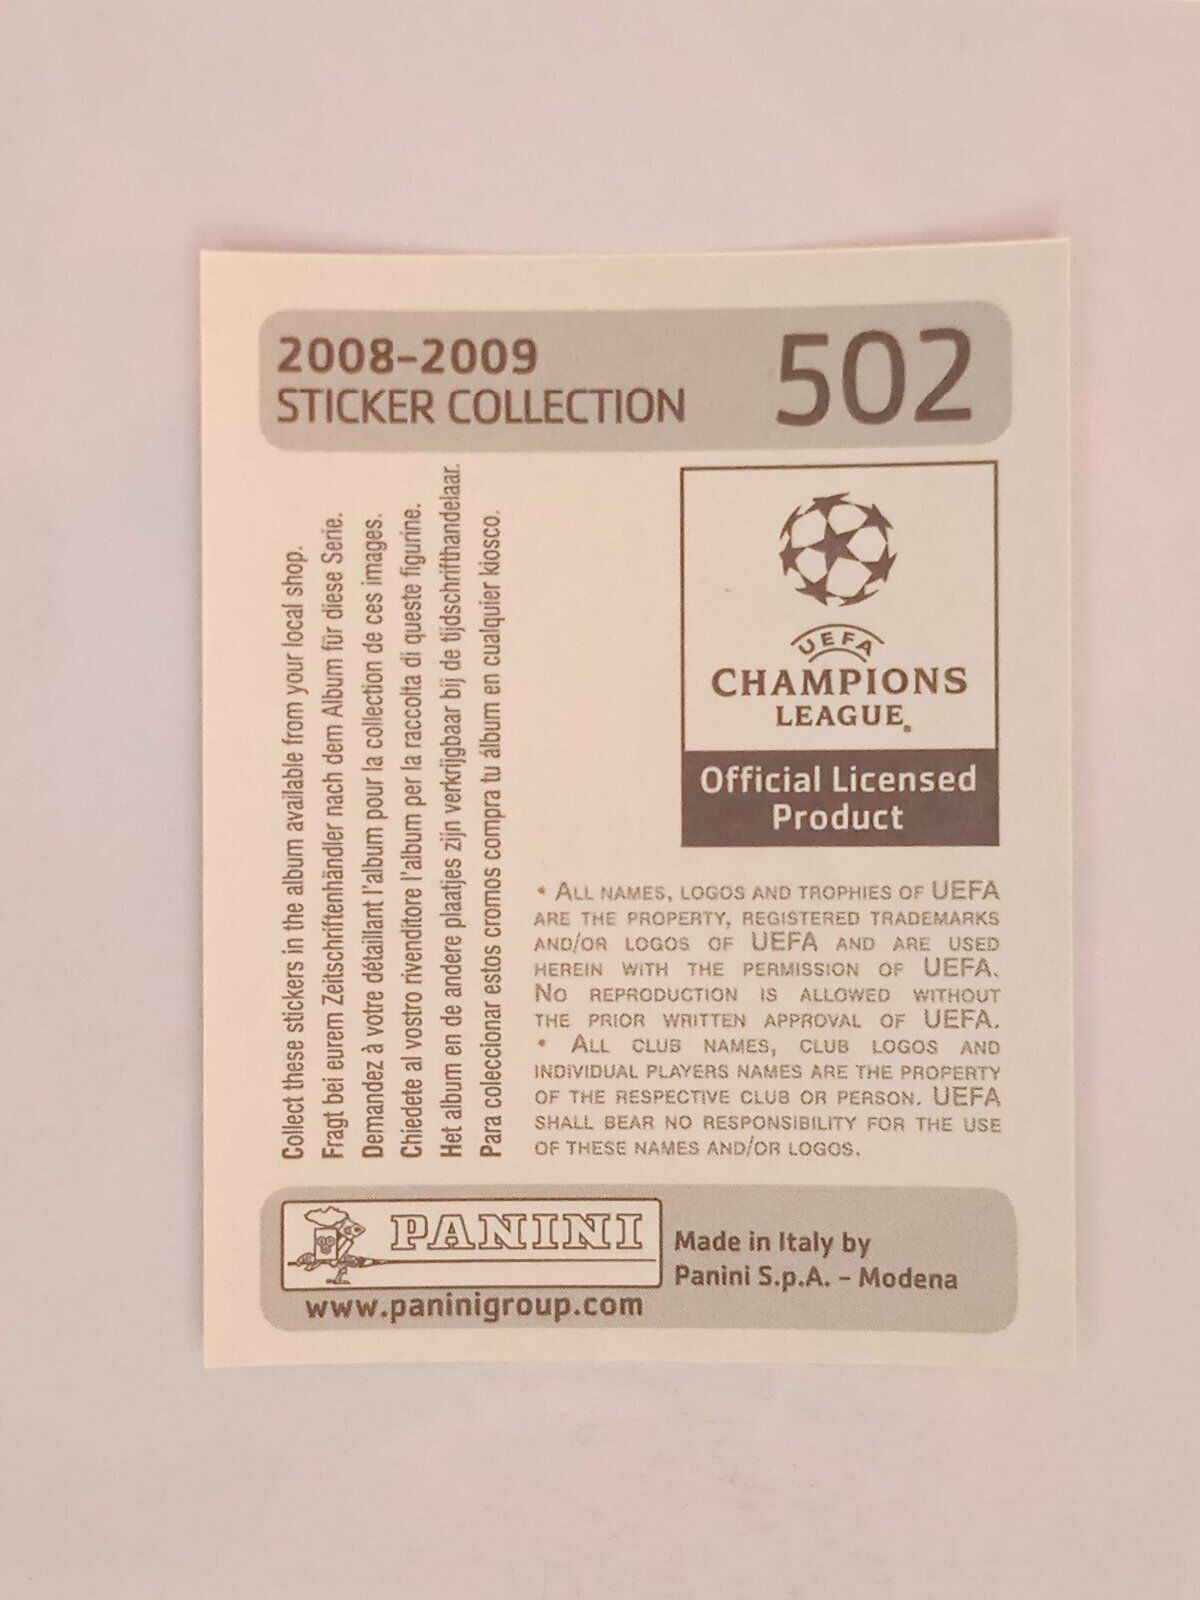 2008-2009
STICKER COLLECTION
502
Collect these stickers in the album available from your local shop.
Fragt bei eurem Zeitschriftenhändler nach dem Album für diese Serie.
Demandez à votre détaillant l'album pour la collection de ces images.
Chiedete al vostro rivenditore l'album per la raccolta di queste figurine.
Het album en de andere plaatjes zijn verkrijgbaar bij de tijdschrifthandelaar.
Para coleccionar estos cromos compra tu álbum en cualquier kiosco.
UEFA
CHAMPIONS
LEAGUE
Official Licensed
Product
• ALL NAMES, LOGOS AND TROPHIES OF UEFA
ARE THE PROPERTY, REGISTERED TRADEMARKS
AND/OR LOGOS OF UEFA AND ARE USED
HEREIN WITH THE PERMISSION OF UEFA.
NO REPRODUCTION IS ALLOWED WITHOUT
THE PRIOR WRITTEN APPROVAL OF UEFA.
• ALL CLUB NAMES, CLUB LOGOS AND
INDIVIDUAL PLAYERS NAMES ARE THE PROPERTY
OF THE RESPECTIVE CLUB OR PERSON. UEFA
SHALL BEAR NO RESPONSIBILITY FOR THE USE
OF THESE NAMES AND/OR LOGOS.
PANINI
www.paninigroup.com
Made in Italy by
Panini S.p.A. - Modena